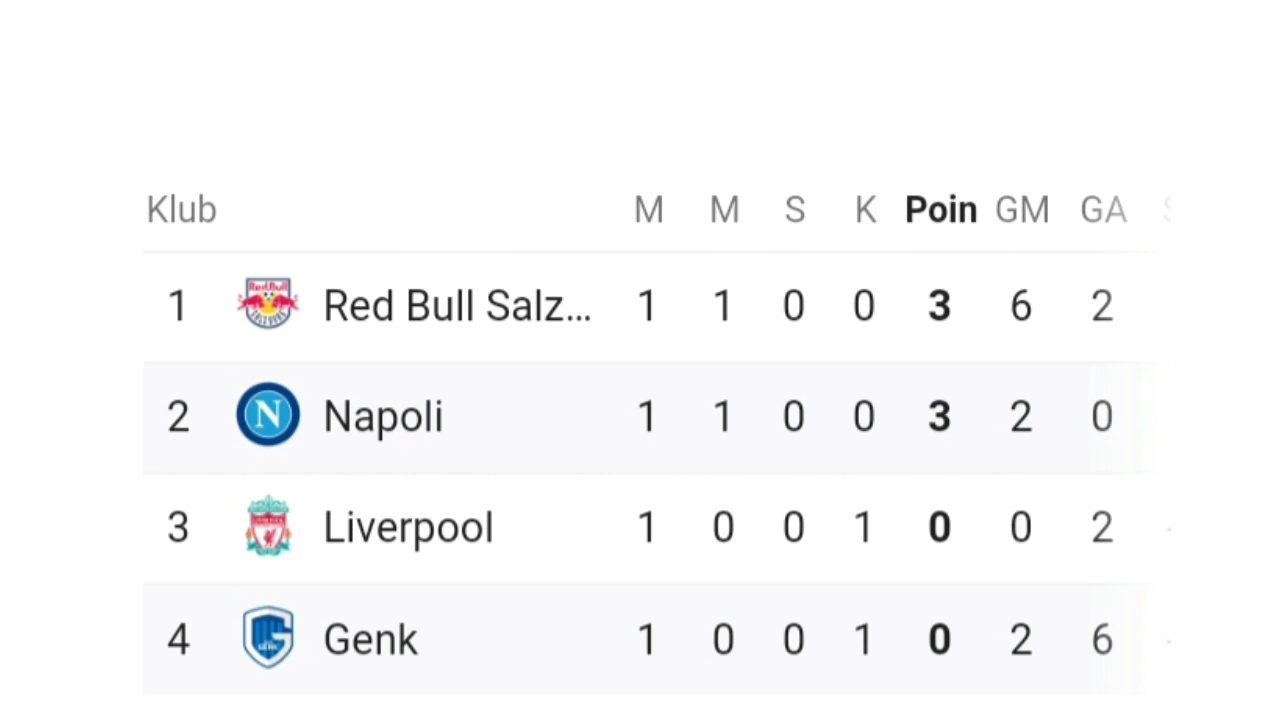 Klub M M S K Poin GM GA
1 Red Bull Salz... 1 1 0 0 3 6 2
2 N Napoli 1 1 0 0 3 2 0
3 Liverpool 1 0 0 1 0 0 2
4 Genk 1 0 0 1 0 2 6